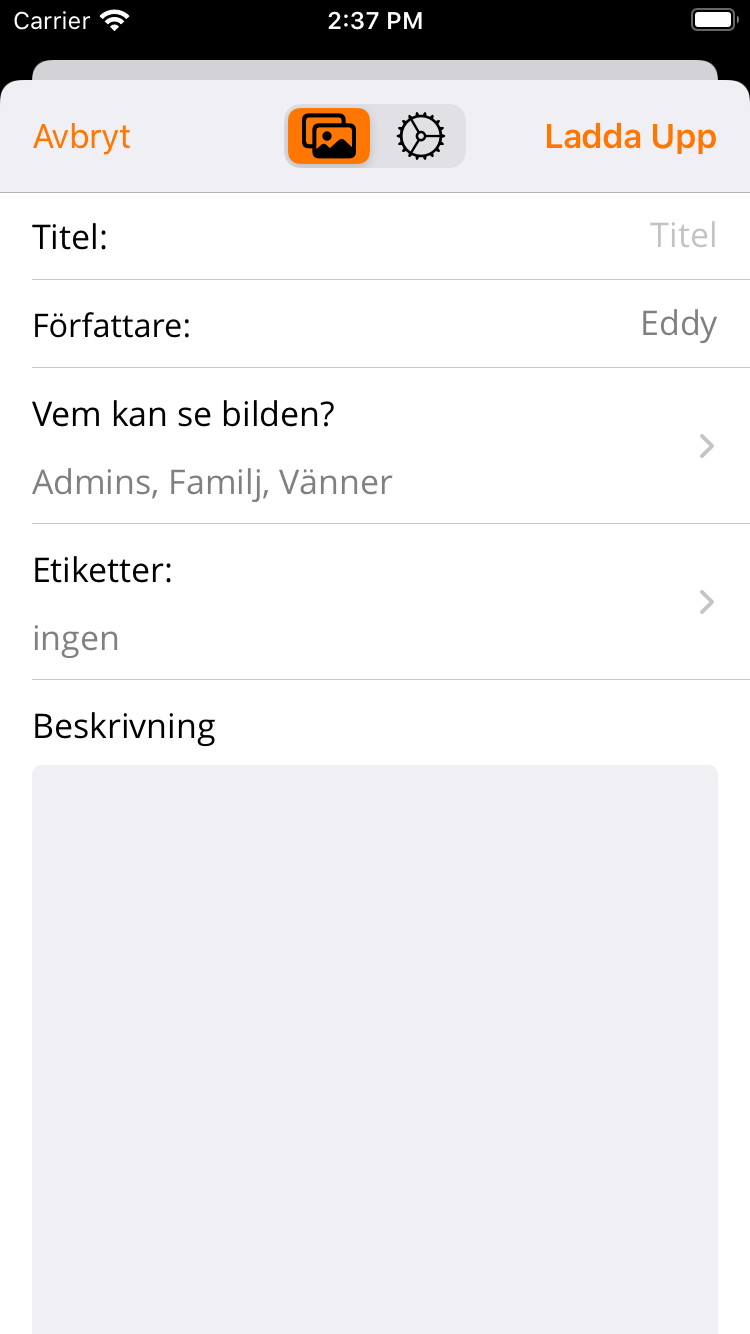 Carrier 2:37 PM
Avbryt Ladda Upp
Titel: Titel
Författare: Eddy
Vem kan se bilden?
Admins, Familj, Vänner
Etiketter:
ingen
Beskrivning